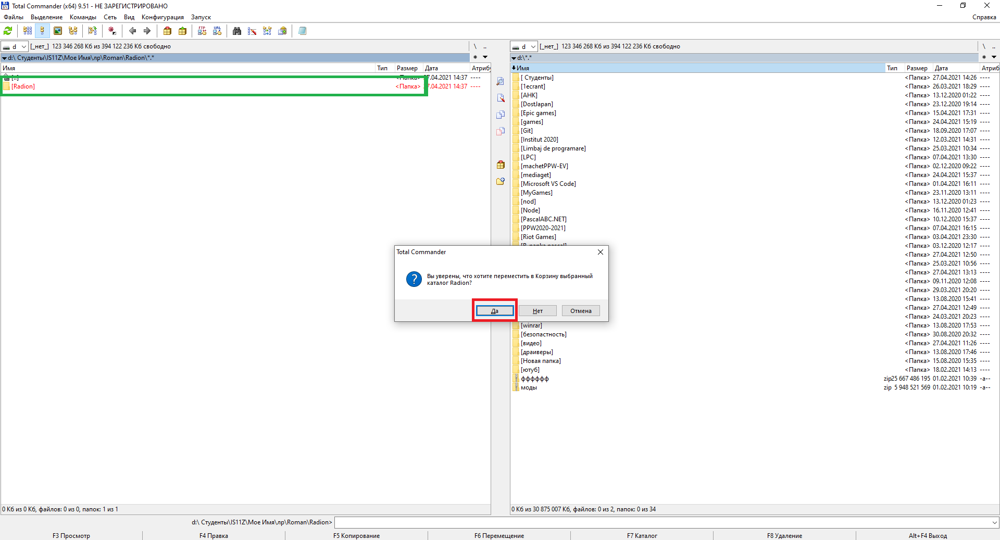 Total Commander (x64) 9.51 - НЕ ЗАРЕГИСТРИРОВАНО
Файлы Выделение Команды Сеть Вид Конфигурация Запуск Справка
FTP URL
d [_нет_] 123 346 268 Кб из 394 122 236 Кб свободно \ ..
d:\ Студенты\IS11Z\Мое Имя\лр\Roman\Radion\*.* *
Имя Тип Размер Дата Атрибу
[..] <Папка> 27.04.2021 14:37 ----
[Radion] <Папка> 27.04.2021 14:37 ----
0 Кб из 0 Кб, файлов: 0 из 0, папок: 1 из 1
d [_нет_] 123 346 268 Кб из 394 122 236 Кб свободно \ ..
d:\*.* *
Имя Тип Размер Дата Атриб
[ Студенты] <Папка> 27.04.2021 14:26 ----
[1ecrant] <Папка> 26.03.2021 18:29 ----
[AHK] <Папка> 13.12.2020 01:22 ----
[DostJapan] <Папка> 23.12.2020 19:14 ----
[Epic games] <Папка> 15.04.2021 17:31 ----
[games] <Папка> 24.04.2021 15:19 ----
[Git] <Папка> 18.09.2020 17:07 ----
[Institut 2020] <Папка> 12.03.2021 14:31 ----
[Limbaj de programare] <Папка> 25.03.2021 10:34 ----
[LPC] <Папка> 07.04.2021 13:30 ----
[machetPPW-EV] <Папка> 02.12.2020 09:22 ----
[mediaget] <Папка> 24.04.2021 15:37 ----
[Microsoft VS Code] <Папка> 01.04.2021 16:11 ----
[MyGames] <Папка> 23.11.2020 13:11 ----
[nod] <Папка> 13.12.2020 01:23 ----
[Node] <Папка> 16.11.2020 12:41 ----
[PascalABC.NET] <Папка> 10.12.2020 15:37 ----
[PPW2020-2021] <Папка> 07.04.2021 16:15 ----
[Riot Games] <Папка> 03.04.2021 23:30 ----
<Папка> 03.12.2020 12:17 ----
<Папка> 27.04.2021 12:50 ----
<Папка> 25.03.2021 10:56 ----
<Папка> 27.04.2021 13:13 ----
<Папка> 09.11.2020 12:08 ----
<Папка> 29.03.2021 20:20 ----
<Папка> 13.08.2020 15:41 ----
<Папка> 27.04.2021 12:49 ----
<Папка> 24.03.2021 20:23 ----
[winrar] <Папка> 13.08.2020 17:53 ----
[безопастность] <Папка> 30.08.2020 20:32 ----
[видео] <Папка> 27.04.2021 11:26 ----
[драиверы] <Папка> 13.08.2020 17:46 ----
[Новая папка] <Папка> 15.08.2020 15:35 ----
[ютуб] <Папка> 18.02.2021 14:13 ----
фффффф zip 25 667 486 195 01.02.2021 10:39 -a--
моды zip 5 948 521 569 01.02.2021 10:19 -a--
0 Кб из 30 875 007 Кб, файлов: 0 из 2, папок: 0 из 34
Total Commander
Вы уверены, что хотите переместить в Корзину выбранный
каталог Radion?
Да Нет Отмена
d:\ Студенты\IS11Z\Мое Имя\лр\Roman\Radion>
F3 Просмотр F4 Правка F5 Копирование F6 Перемещение F7 Каталог F8 Удаление Alt+F4 Выход